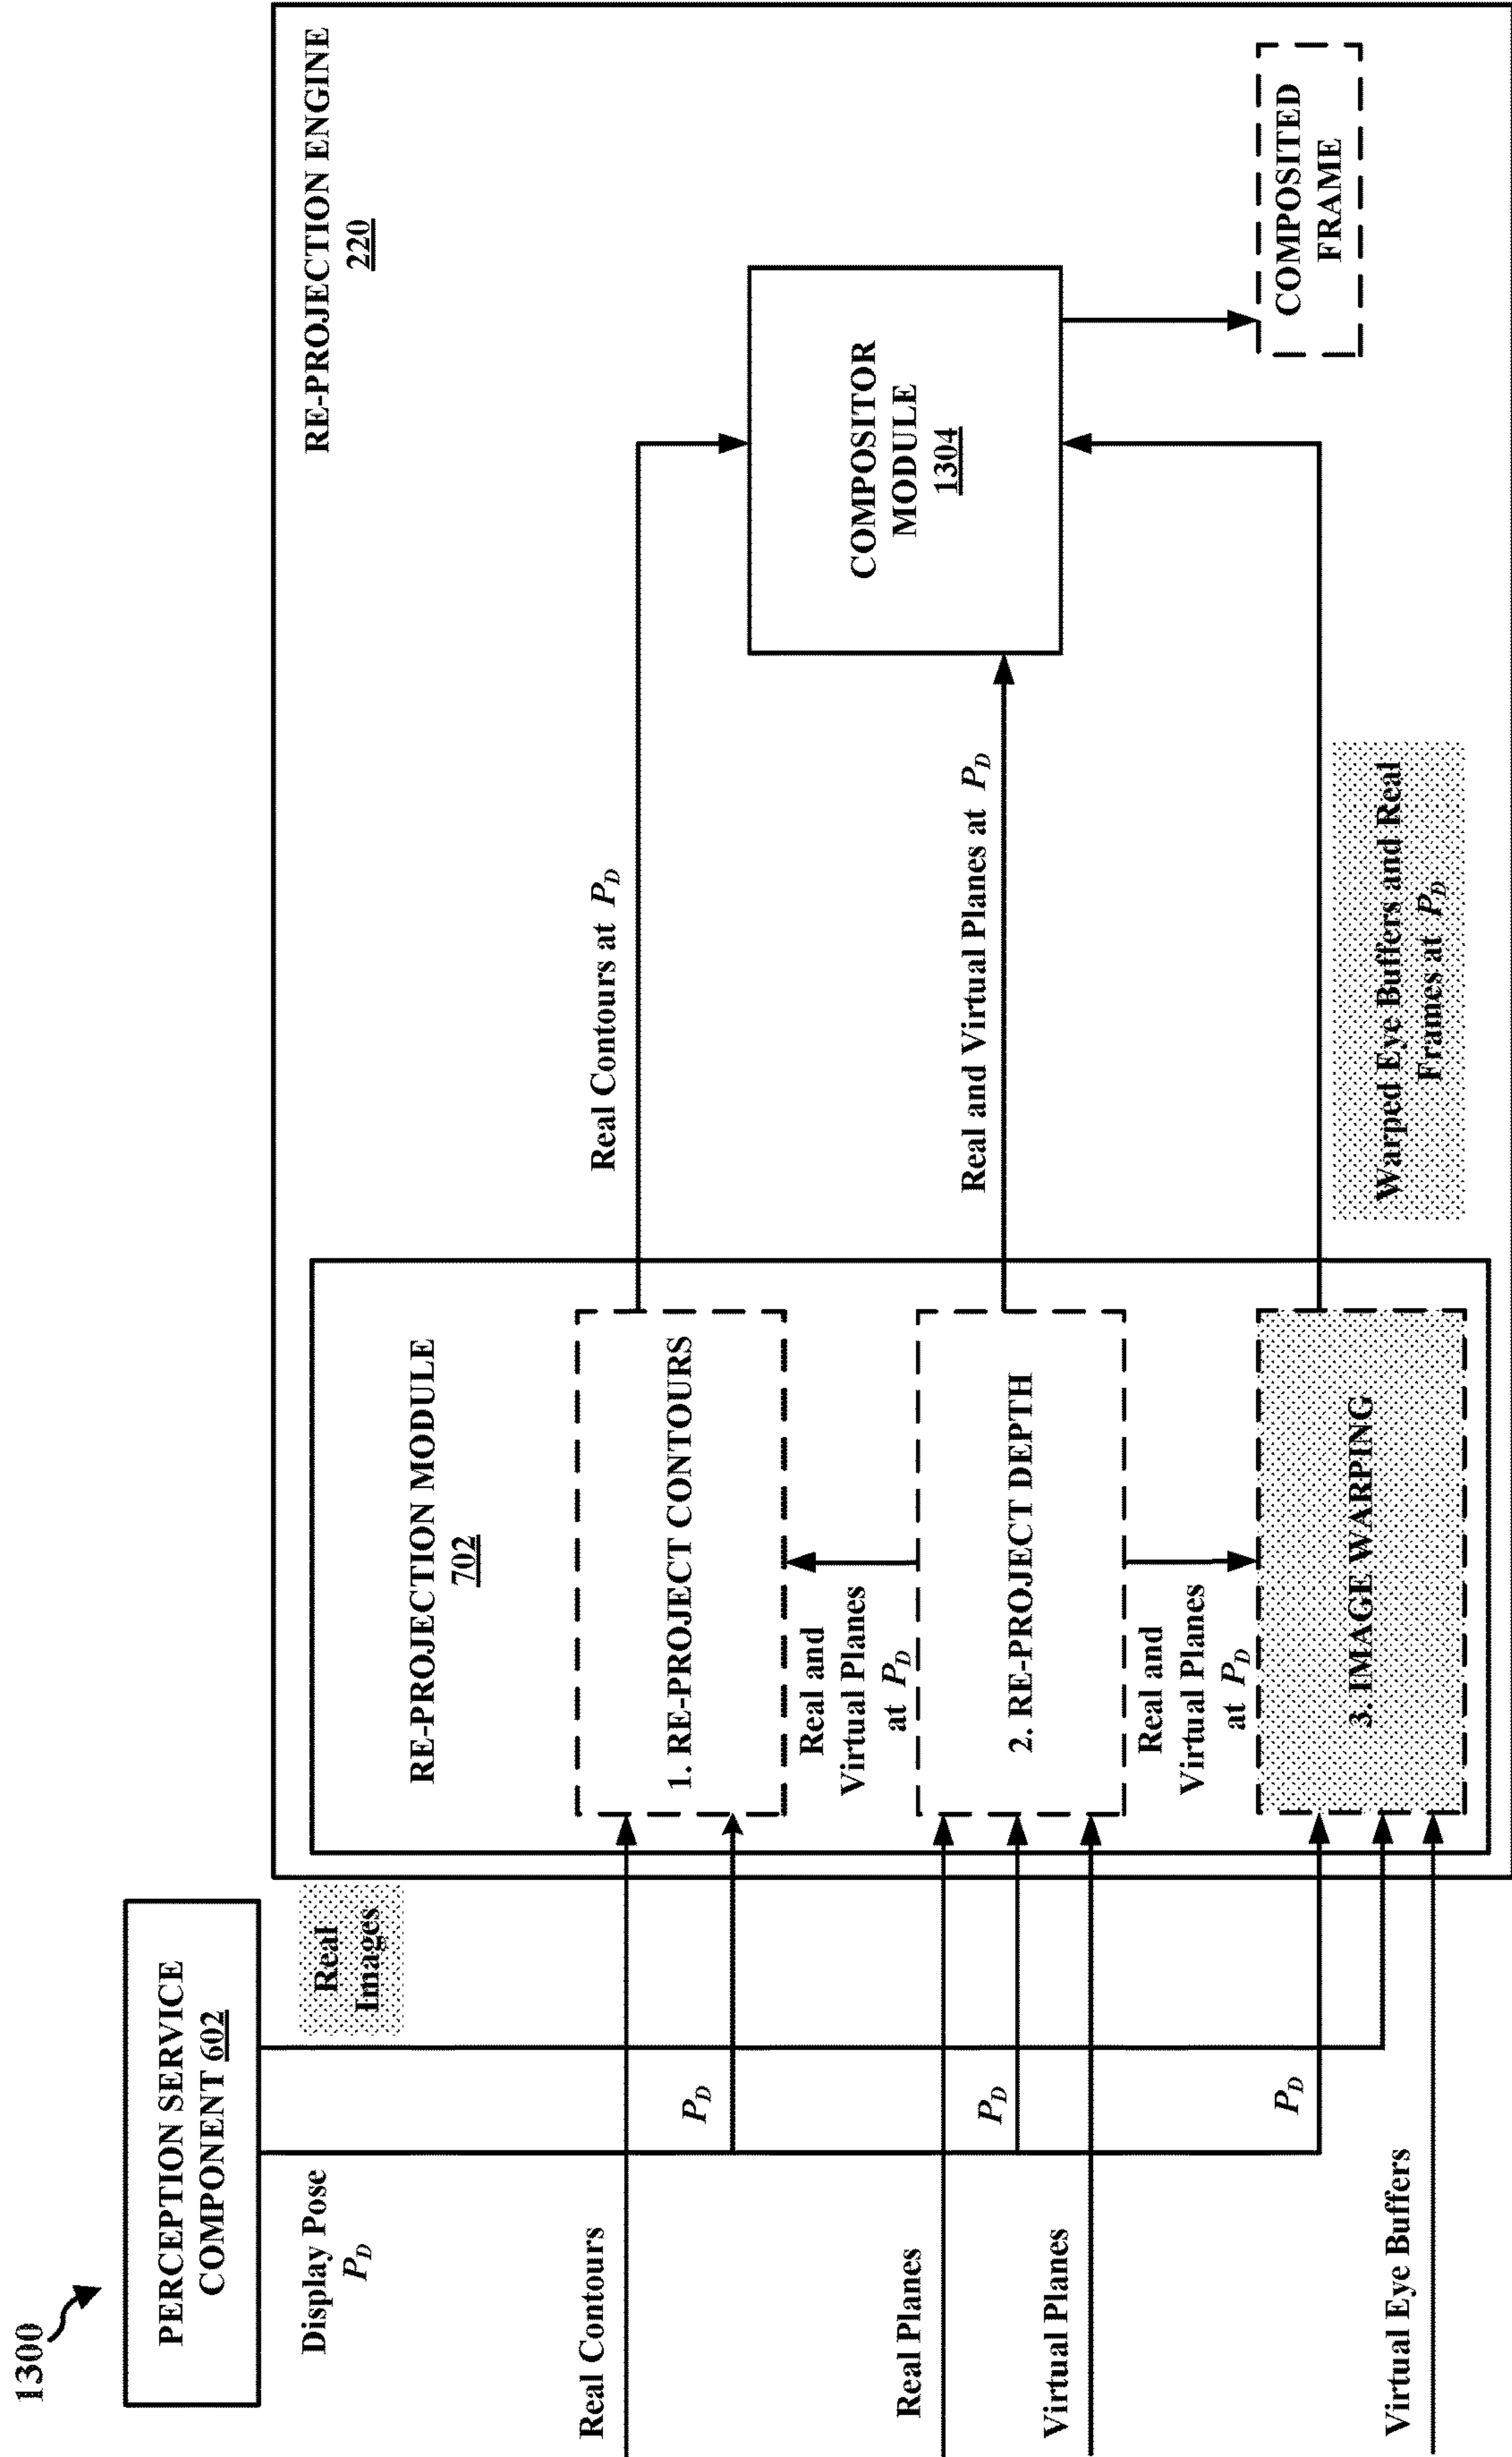 1300
PERCEPTION SERVICE
COMPONENT 602
Display Pose
P_D
Real
Images
Real Contours
P_D
Real Planes
P_D
Virtual Planes
P_D
Virtual Eye Buffers
RE-PROJECTION ENGINE
220
RE-PROJECTION MODULE
702
1. RE-PROJECT CONTOURS
Real and
Virtual Planes
at P_D
2. RE-PROJECT DEPTH
Real and
Virtual Planes
at P_D
3. IMAGE WARPING
Real Contours at P_D
Real and Virtual Planes at P_D
Warped Eye Buffers and Real
Frames at P_D
COMPOSITOR
MODULE
1304
COMPOSITED
FRAME